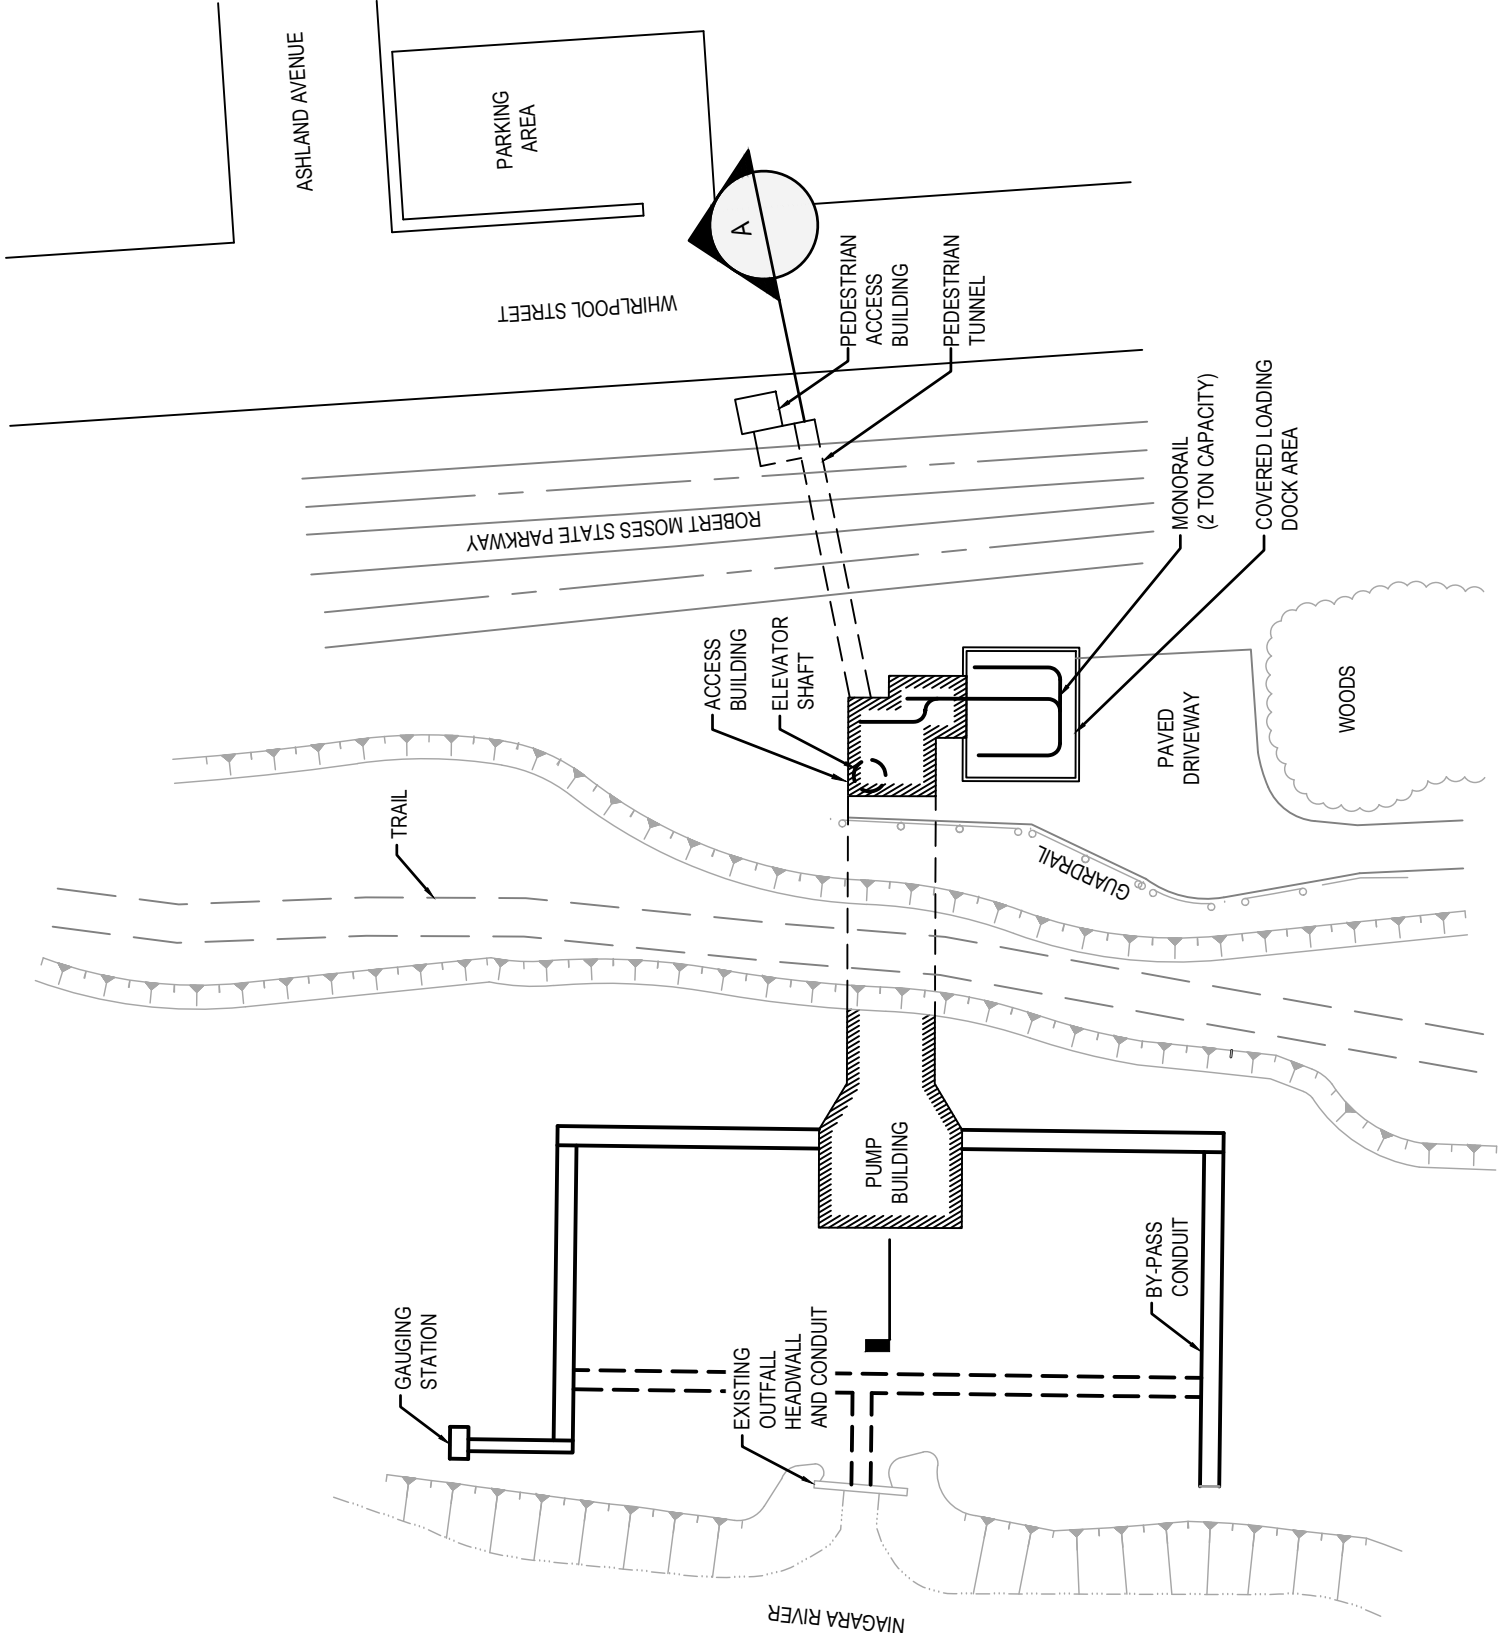 ASHLAND AVENUE
PARKING
AREA
A
WHIRLPOOL STREET
PEDESTRIAN
ACCESS
BUILDING
PEDESTRIAN
TUNNEL
MONORAIL
(2 TON CAPACITY)
COVERED LOADING
DOCK AREA
ROBERT MOSES STATE PARKWAY
ACCESS
BUILDING
ELEVATOR
SHAFT
WOODS
PAVED
DRIVEWAY
TRAIL
GUARDRAIL
PUMP
BUILDING
BY-PASS
CONDUIT
GAUGING
STATION
EXISTING
OUTFALL
HEADWALL
AND CONDUIT
NIAGARA RIVER